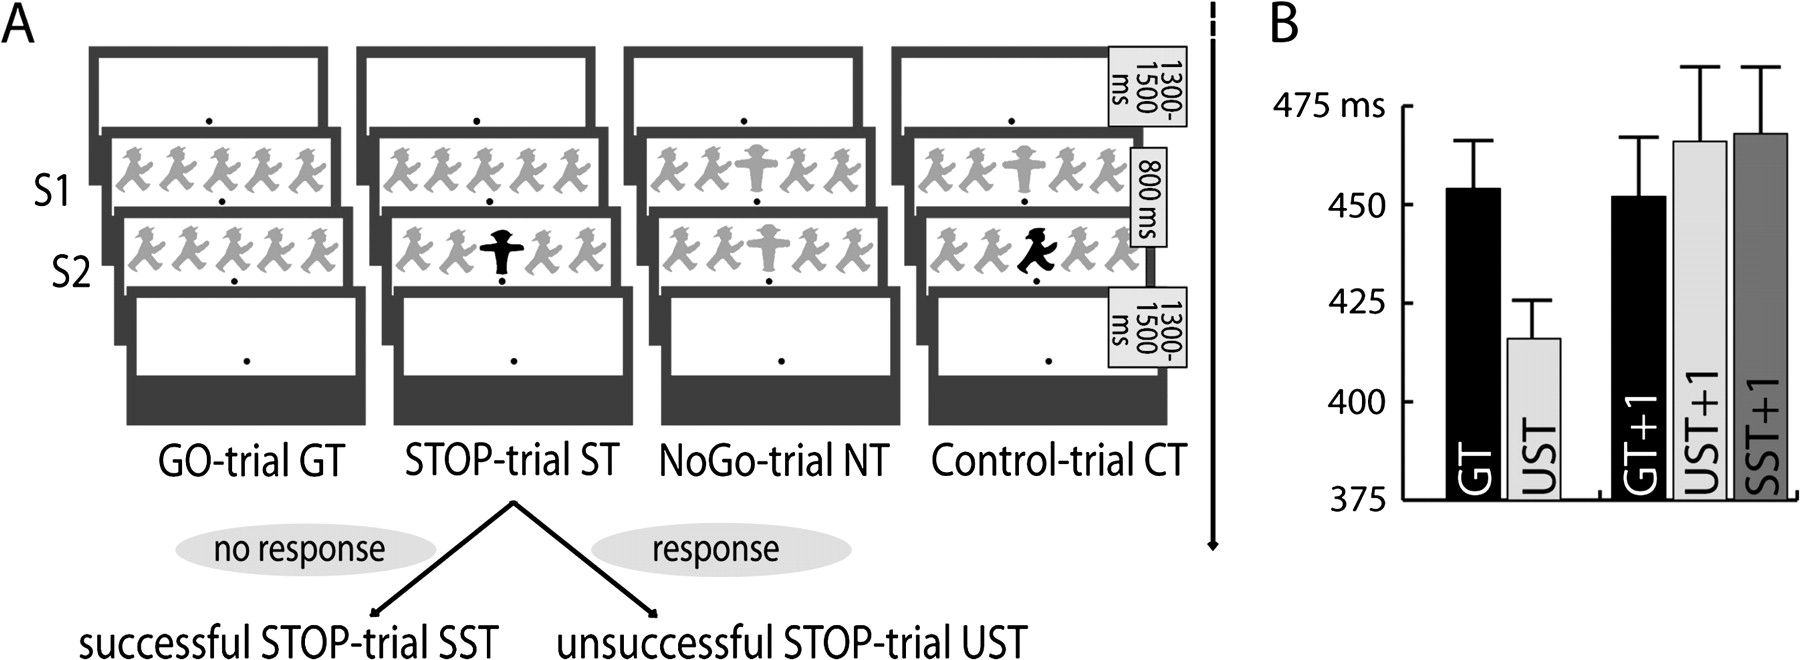 A
1300-
1500
ms
S1
800 ms
S2
1300-
1500
ms
GO-trial GT
STOP-trial ST
NoGo-trial NT
Control-trial CT
no response
response
successful STOP-trial SST
unsuccessful STOP-trial UST
B
475 ms
450
425
400
375
GT
UST
GT+1
UST+1
SST+1